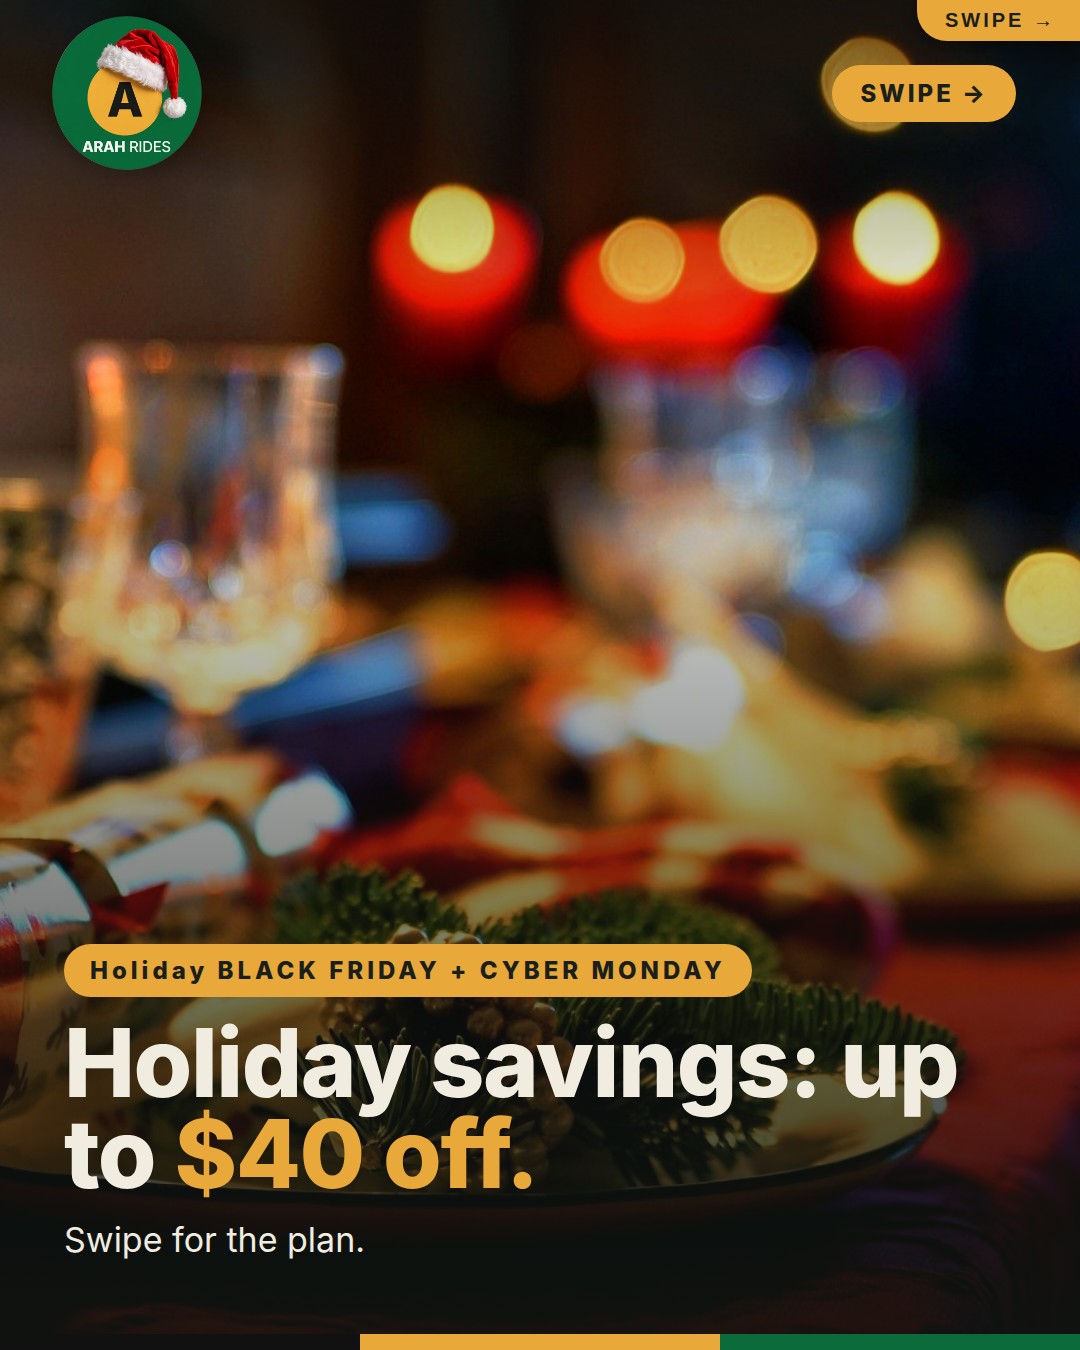 SWIPE →
SWIPE →
A
ARAH RIDES
Holiday BLACK FRIDAY + CYBER MONDAY
Holiday savings: up
to $40 off.
Swipe for the plan.